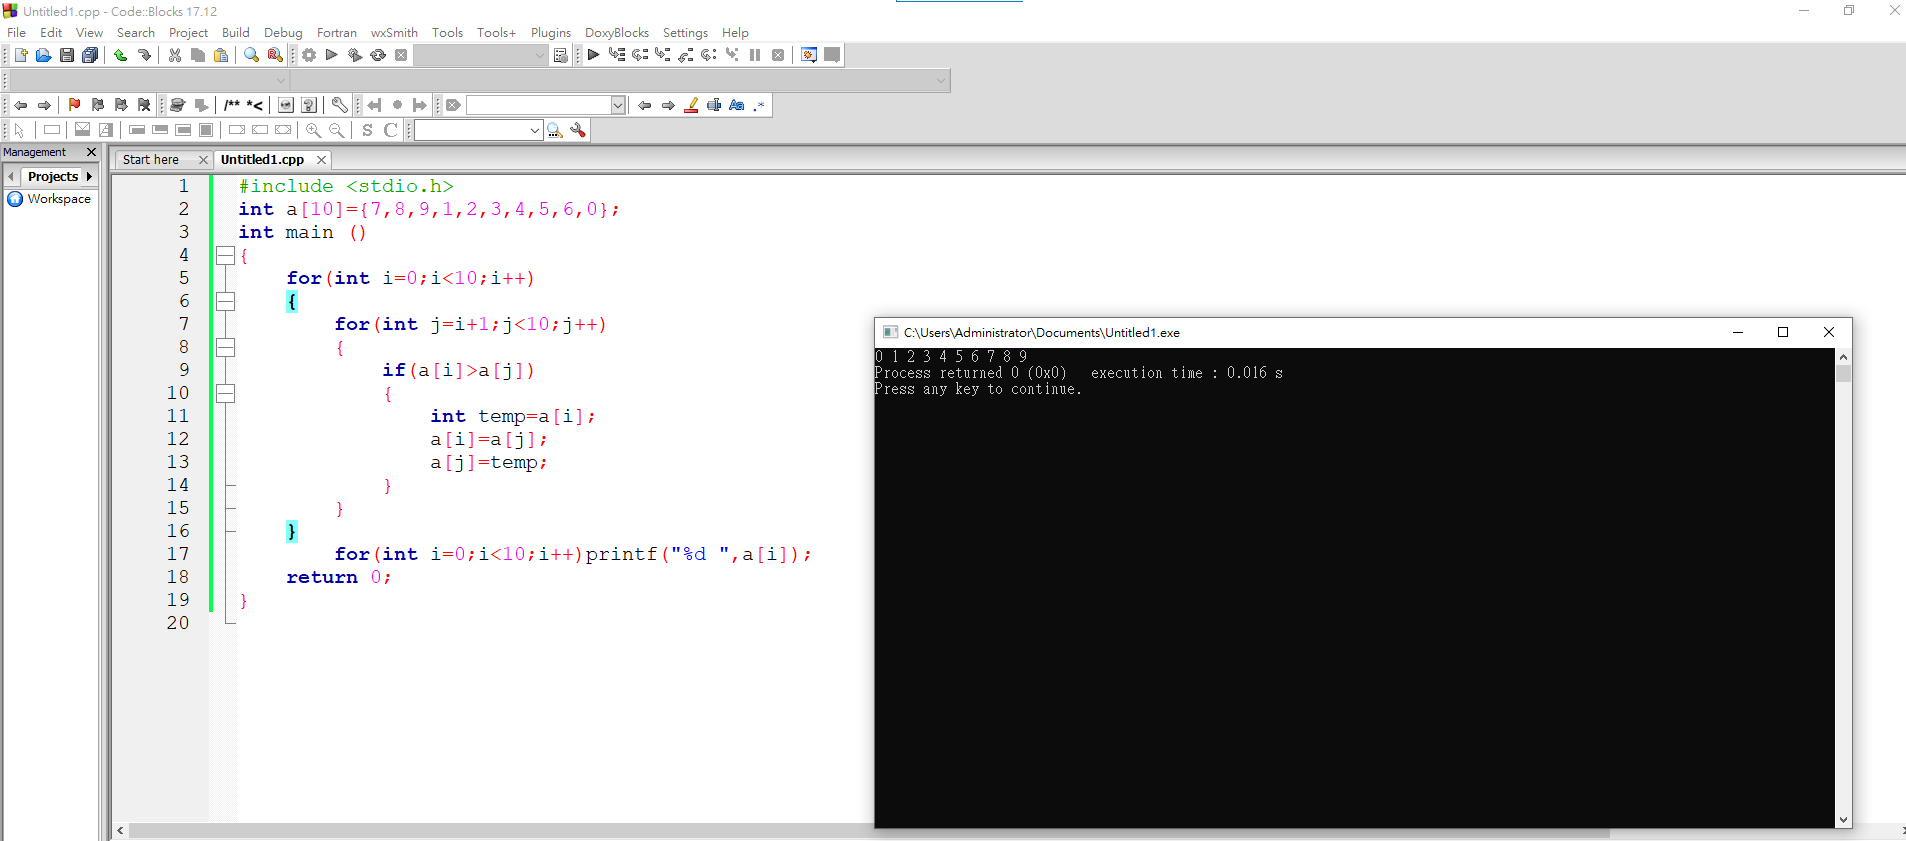 Untitled1.cpp - Code::Blocks 17.12
File Edit View Search Project Build Debug Fortran wxSmith Tools Tools+ Plugins DoxyBlocks Settings Help
/** *<
S C
Management
Start here Untitled1.cpp
Projects
Workspace
1 #include <stdio.h>
2 int a[10]={7,8,9,1,2,3,4,5,6,0};
3 int main ()
4 {
5 for(int i=0;i<10;i++)
6 {
7 for(int j=i+1;j<10;j++)
8 {
9 if(a[i]>a[j])
10 {
11 int temp=a[i];
12 a[i]=a[j];
13 a[j]=temp;
14 }
15 }
16 }
17 for(int i=0;i<10;i++)printf("%d ",a[i]);
18 return 0;
19 }
20
C:\Users\Administrator\Documents\Untitled1.exe
0 1 2 3 4 5 6 7 8 9
Process returned 0 (0x0)   execution time : 0.016 s
Press any key to continue.